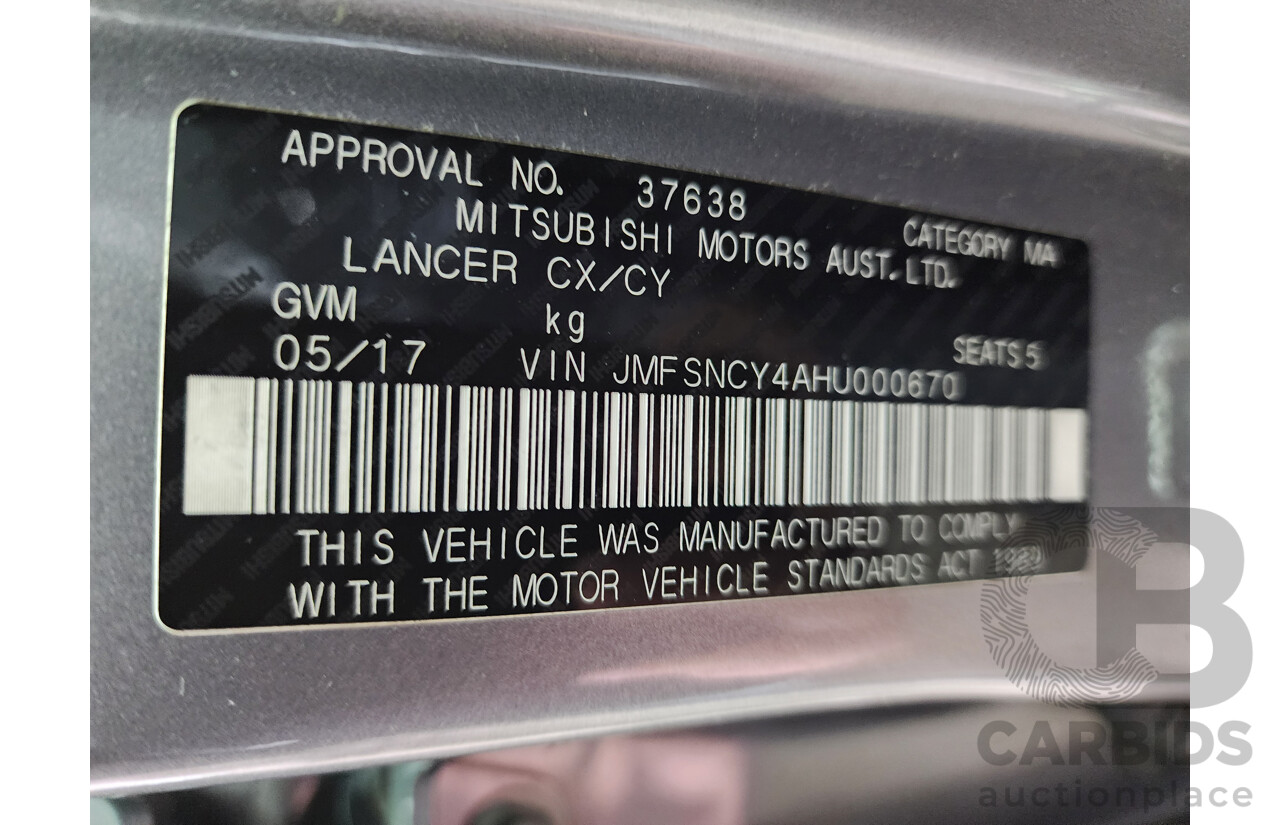 APPROVAL NO. 37638 CATEGORY MA
MITSUBISHI MOTORS AUST. LTD.
LANCER CX/CY
GVM kg SEATS 5
05/17 VIN JMFSNCY4AHU000670
THIS VEHICLE WAS MANUFACTURED TO COMPLY
WITH THE MOTOR VEHICLE STANDARDS ACT 1989
CB
CARBIDS
auctionplace